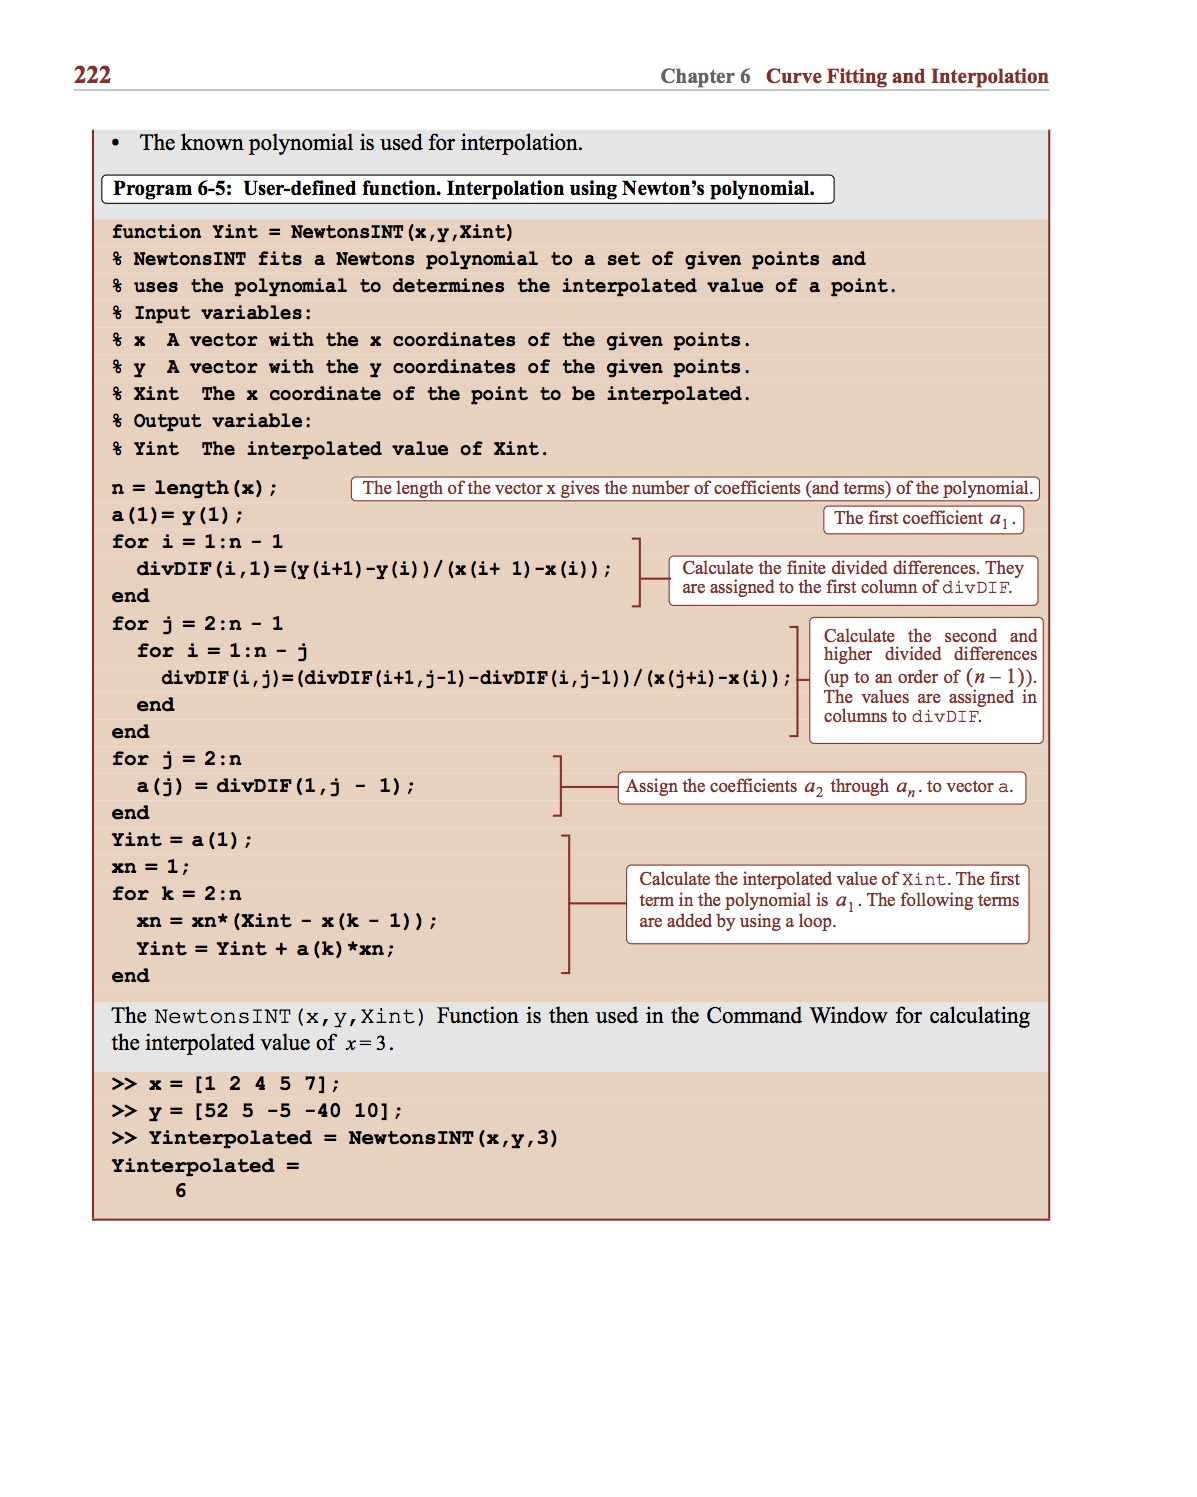 222
Chapter 6 Curve Fitting and Interpolation
• The known polynomial is used for interpolation.
Program 6-5: User-defined function. Interpolation using Newton's polynomial.
function Yint = NewtonsINT(x,y,Xint)
% NewtonsINT fits a Newtons polynomial to a set of given points and
% uses the polynomial to determines the interpolated value of a point.
% Input variables:
% x  A vector with the x coordinates of the given points.
% y  A vector with the y coordinates of the given points.
% Xint  The x coordinate of the point to be interpolated.
% Output variable:
% Yint  The interpolated value of Xint.
n = length(x);
The length of the vector x gives the number of coefficients (and terms) of the polynomial.
a(1)= y(1);
The first coefficient a₁.
for i = 1:n - 1
divDIF(i,1)=(y(i+1)-y(i))/(x(i+ 1)-x(i));
Calculate the finite divided differences. They
are assigned to the first column of divDIF.
end
for j = 2:n - 1
for i = 1:n - j
divDIF(i,j)=(divDIF(i+1,j-1)-divDIF(i,j-1))/(x(j+i)-x(i));
end
end
Calculate the second and
higher divided differences
(up to an order of (n – 1)).
The values are assigned in
columns to divDIF.
for j = 2:n
a(j) = divDIF(1,j - 1);
Assign the coefficients a₂ through aₙ. to vector a.
end
Yint = a(1);
xn = 1;
for k = 2:n
xn = xn*(Xint - x(k - 1));
Yint = Yint + a(k)*xn;
end
Calculate the interpolated value of Xint. The first
term in the polynomial is a₁. The following terms
are added by using a loop.
The NewtonsINT(x,y,Xint) Function is then used in the Command Window for calculating
the interpolated value of x=3.
>> x = [1 2 4 5 7];
>> y = [52 5 -5 -40 10];
>> Yinterpolated = NewtonsINT(x,y,3)
Yinterpolated =
6